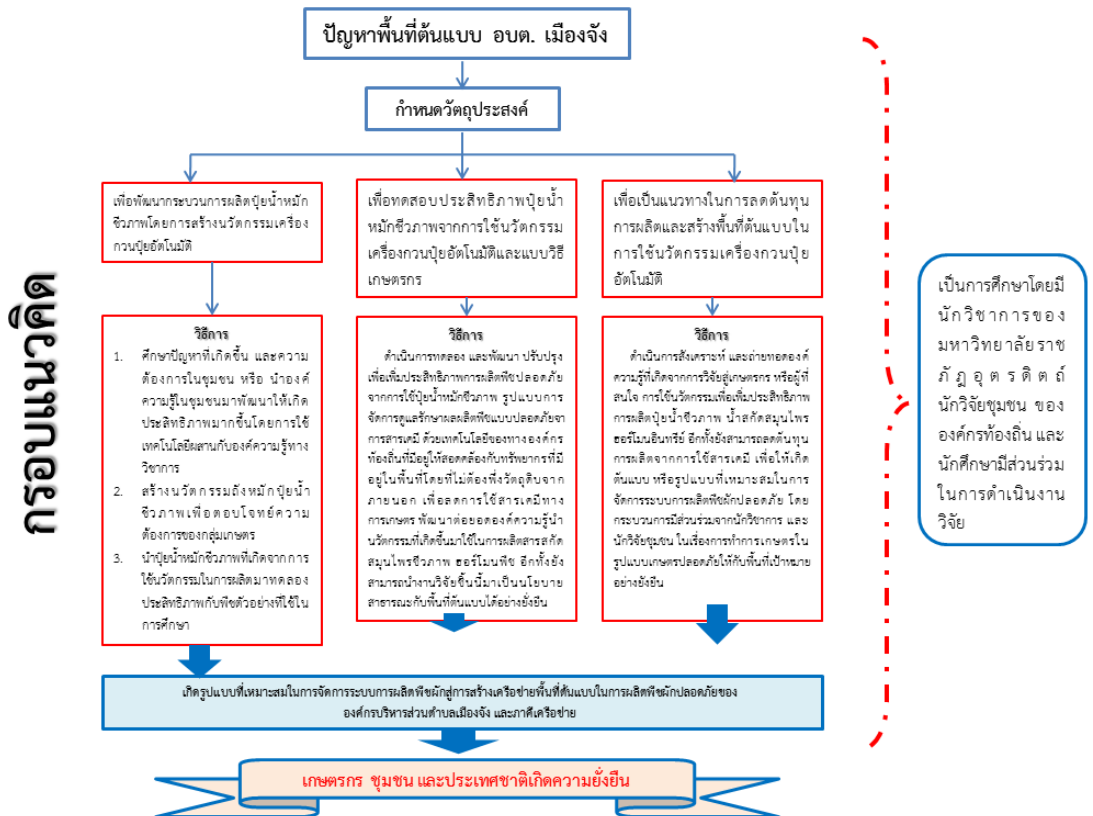 กรอบแนวคิด
ปัญหาพื้นที่ต้นแบบ อบต. เมืองจัง
กำหนดวัตถุประสงค์
เพื่อพัฒนากระบวนการผลิตปุ๋ยน้ำหมัก
ชีวภาพโดยการสร้างนวัตกรรมเครื่อง
กวนปุ๋ยอัตโนมัติ
เพื่อทดสอบประสิทธิภาพปุ๋ยน้ำ
หมักชีวภาพจากการใช้นวัตกรรม
เครื่องกวนปุ๋ยอัตโนมัติและแบบวิธี
เกษตรกร
เพื่อเป็นแนวทางในการลดต้นทุน
การผลิตและสร้างพื้นที่ต้นแบบใน
การใช้นวัตกรรมเครื่องกวนปุ๋ย
อัตโนมัติ
วิธีการ
1. ศึกษาปัญหาที่เกิดขึ้น และความ
ต้องการในชุมชน หรือ นำองค์
ความรู้ในชุมชนมาพัฒนาให้เกิด
ประสิทธิภาพมากขึ้นโดยการใช้
เทคโนโลยีผสานกับองค์ความรู้ทาง
วิชาการ
2. สร้างนวัตกรรมถังหมักปุ๋ยน้ำ
ชีวภาพเพื่อตอบโจทย์ความ
ต้องการของกลุ่มเกษตร
3. นำปุ๋ยน้ำหมักชีวภาพที่เกิดจากการ
ใช้นวัตกรรมในการผลิตมาทดลอง
ประสิทธิภาพกับพืชตัวอย่างที่ใช้ใน
การศึกษา
วิธีการ
ดำเนินการทดลอง และพัฒนา ปรับปรุง
เพื่อเพิ่มประสิทธิภาพการผลิตพืชปลอดภัย
จากการใช้ปุ๋ยน้ำหมักชีวภาพ รูปแบบการ
จัดการดูแลรักษาผลผลิตพืชแบบปลอดภัยจา
การสารเคมี ด้วยเทคโนโลยีของทางองค์กร
ท้องถิ่นที่มีอยู่ให้สอดคล้องกับทรัพยากรที่มี
อยู่ในพื้นที่โดยที่ไม่ต้องพึ่งวัตถุดิบจาก
ภายนอก เพื่อลดการใช้สารเคมีทาง
การเกษตร พัฒนาต่อยอดองค์ความรู้นำ
นวัตกรรมที่เกิดขึ้นมาใช้ในการผลิตสารสกัด
สมุนไพรชีวภาพ ฮอร์โมนพืช อีกทั้งยัง
สามารถนำงานวิจัยชิ้นนี้มาเป็นนโยบาย
สาธารณะกับพื้นที่ต้นแบบได้อย่างยั่งยืน
วิธีการ
ดำเนินการสังเคราะห์ และถ่ายทอดองค์
ความรู้ที่เกิดจากการวิจัยสู่เกษตรกร หรือผู้ที่
สนใจ การใช้นวัตกรรมเพื่อเพิ่มประสิทธิภาพ
การผลิตปุ๋ยน้ำชีวภาพ น้ำสกัดสมุนไพร
ฮอร์โมนอินทรีย์ อีกทั้งยังสามารถลดต้นทุน
การผลิตจากการใช้สารเคมี เพื่อให้เกิด
ต้นแบบ หรือรูปแบบที่เหมาะสมในการ
จัดการระบบการผลิตพืชผักปลอดภัย โดย
กระบวนการมีส่วนร่วมจากนักวิชาการ และ
นักวิจัยชุมชน ในเรื่องการทำการเกษตรใน
รูปแบบเกษตรปลอดภัยให้กับพื้นที่เป้าหมาย
อย่างยั่งยืน
เกิดรูปแบบที่เหมาะสมในการจัดการระบบการผลิตพืชผักสู่การสร้างเครือข่ายพื้นที่ต้นแบบในการผลิตพืชผักปลอดภัยของ
องค์กรบริหารส่วนตำบลเมืองจัง และภาคีเครือข่าย
เกษตรกร ชุมชน และประเทศชาติเกิดความยั่งยืน
เป็นการศึกษาโดยมี
นักวิชาการของ
มหาวิทยาลัยราช
ภัฏอุตรดิตถ์
นักวิจัยชุมชน ของ
องค์กรท้องถิ่น และ
นักศึกษามีส่วนร่วม
ในการดำเนินงาน
วิจัย